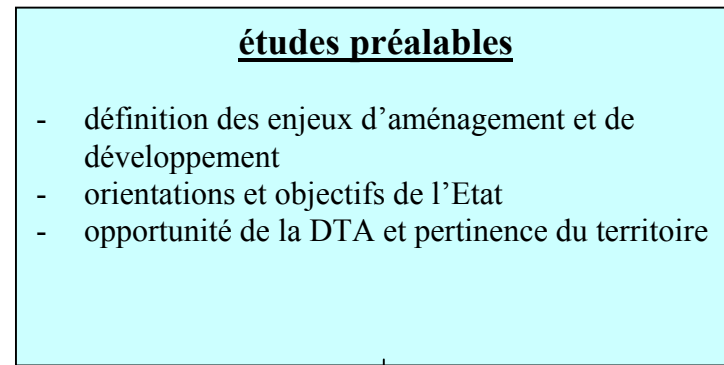 études préalables
- définition des enjeux d’aménagement et de
développement
- orientations et objectifs de l’Etat
- opportunité de la DTA et pertinence du territoire